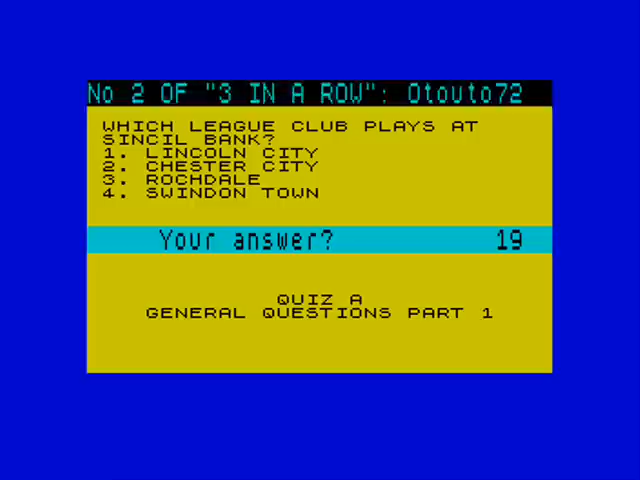 No 2 OF "3 IN A ROW": Otouto72
WHICH LEAGUE CLUB PLAYS AT
SINCIL BANK?
1. LINCOLN CITY
2. CHESTER CITY
3. ROCHDALE
4. SWINDON TOWN
Your answer? 19
QUIZ A
GENERAL QUESTIONS PART 1